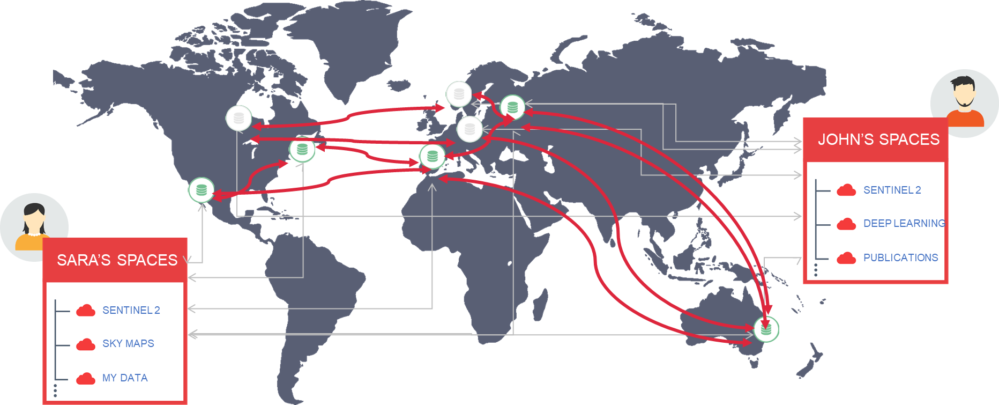 JOHN'S SPACES
SENTINEL 2
DEEP LEARNING
PUBLICATIONS
SARA'S SPACES
SENTINEL 2
SKY MAPS
MY DATA